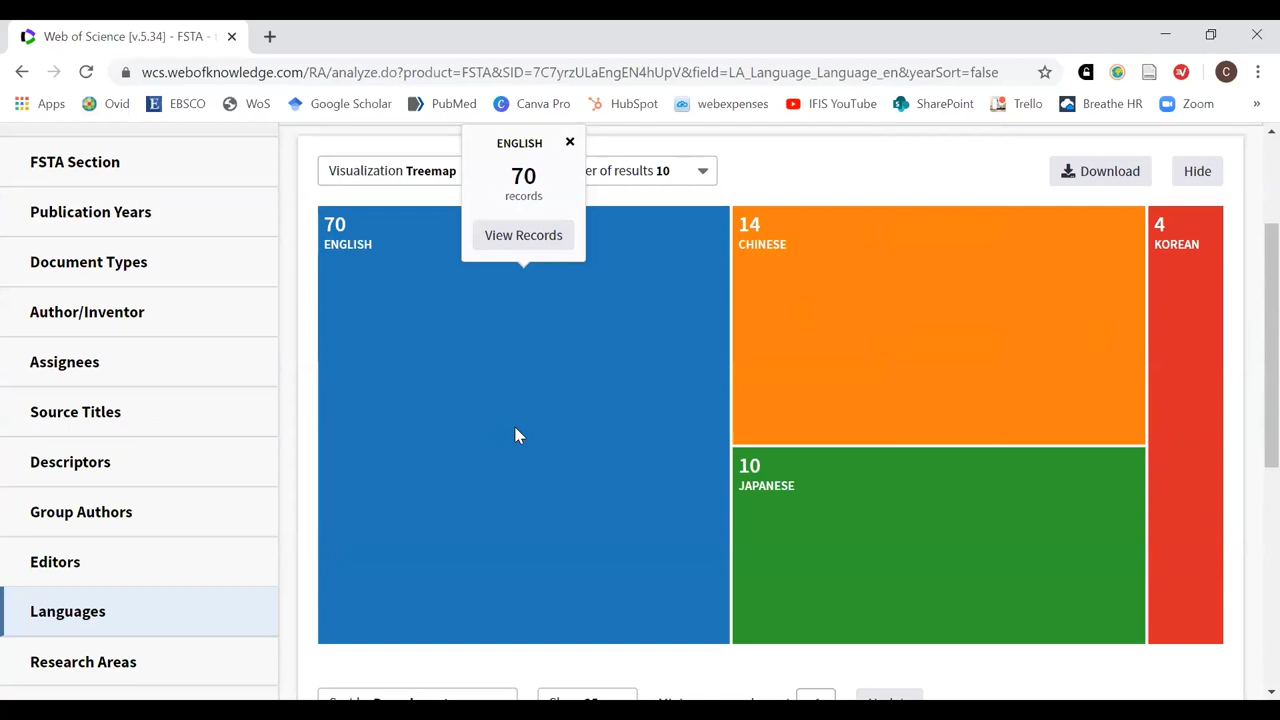 Web of Science [v.5.34] - FSTA - t
wcs.webofknowledge.com/RA/analyze.do?product=FSTA&SID=7C7yrzULaEngEN4hUpV&field=LA_Language_Language_en&yearSort=false
C
Apps Ovid EBSCO WoS Google Scholar PubMed Canva Pro HubSpot webexpenses IFIS YouTube SharePoint Trello Breathe HR Zoom »
FSTA Section
Publication Years
Document Types
Author/Inventor
Assignees
Source Titles
Descriptors
Group Authors
Editors
Languages
Research Areas
Visualization Treemap
er of results 10
Download
Hide
ENGLISH
70
records
View Records
70
ENGLISH
14
CHINESE
10
JAPANESE
4
KOREAN